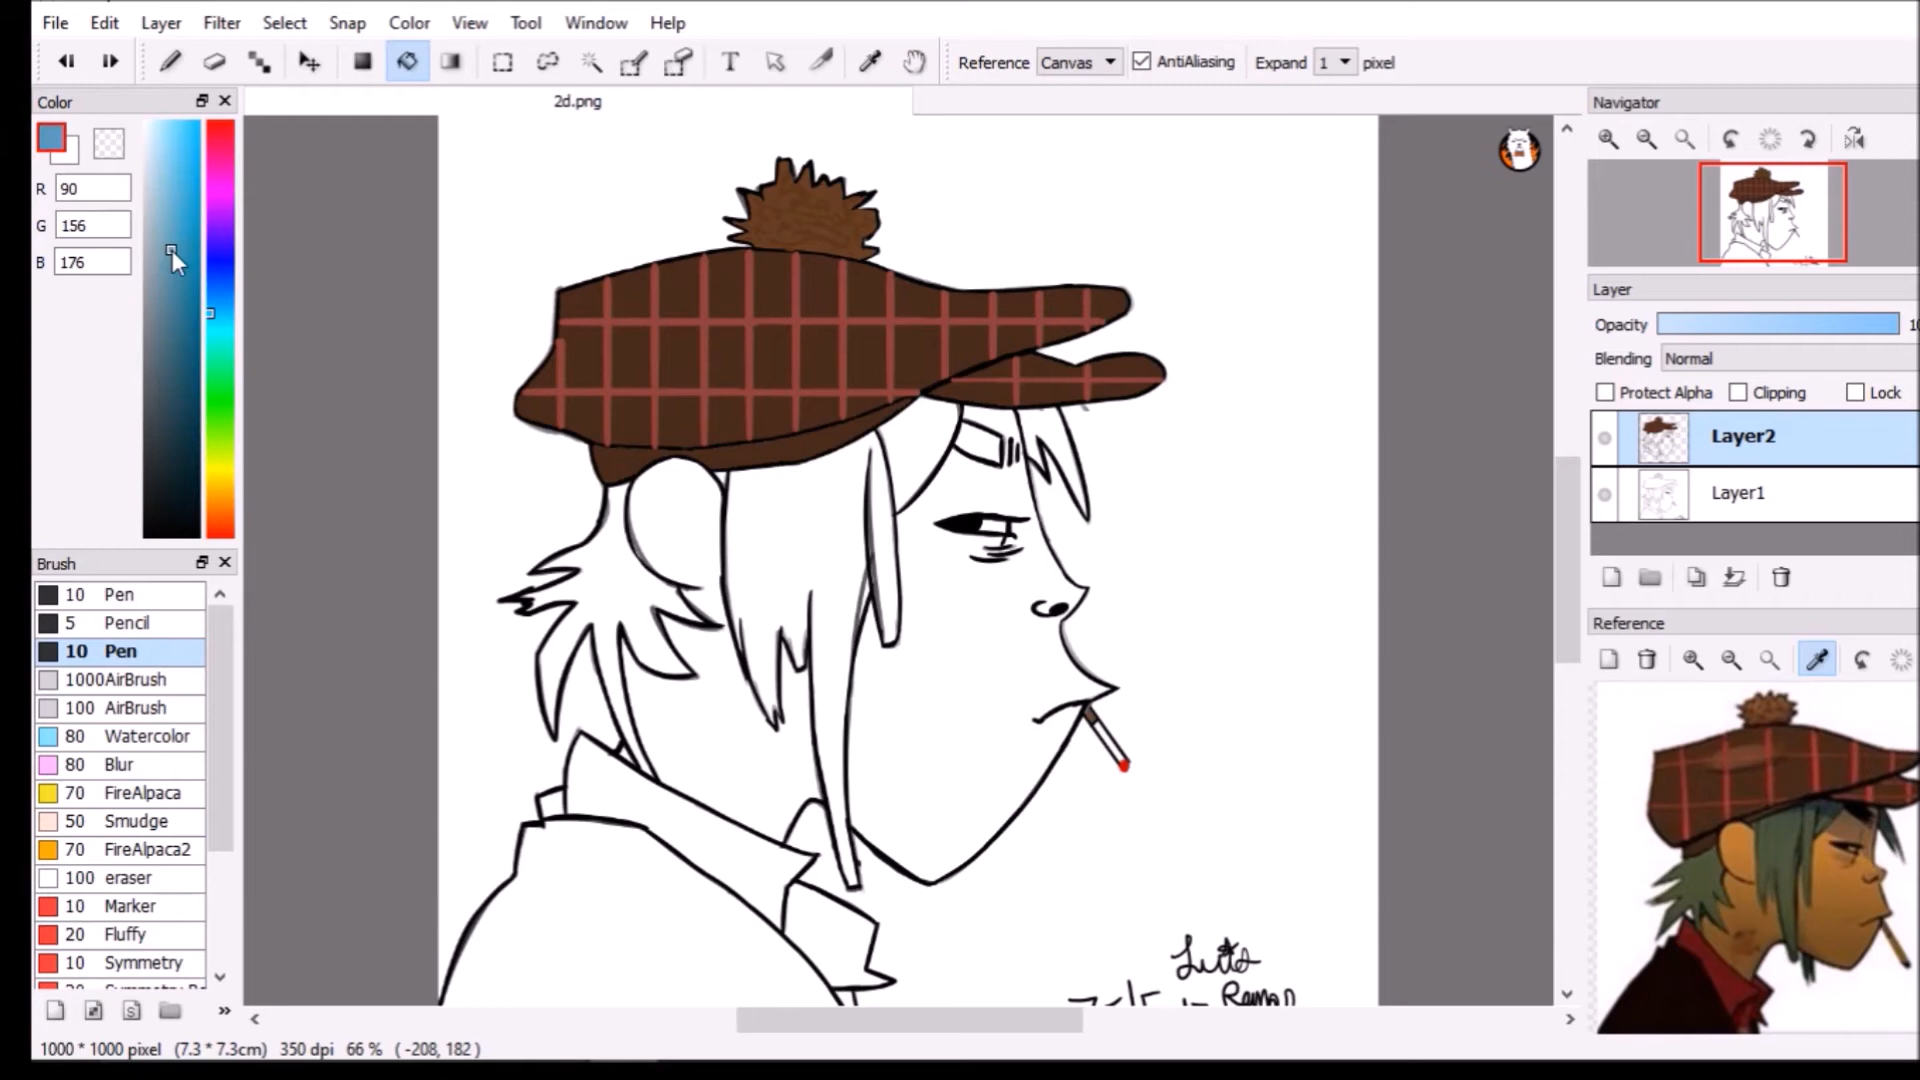 File Edit Layer Filter Select Snap Color View Tool Window Help
Reference Canvas AntiAliasing Expand 1 pixel
Color
2d.png
Navigator
R 90
G 156
B 176
Layer
Opacity
Blending Normal
Protect Alpha Clipping Lock
Layer2
Layer1
Brush
10 Pen
5 Pencil
10 Pen
1000 AirBrush
100 AirBrush
80 Watercolor
80 Blur
70 FireAlpaca
50 Smudge
70 FireAlpaca2
100 eraser
10 Marker
20 Fluffy
10 Symmetry
Reference
Ramon
1000 * 1000 pixel (7.3 * 7.3cm) 350 dpi 66 % ( -208, 182 )